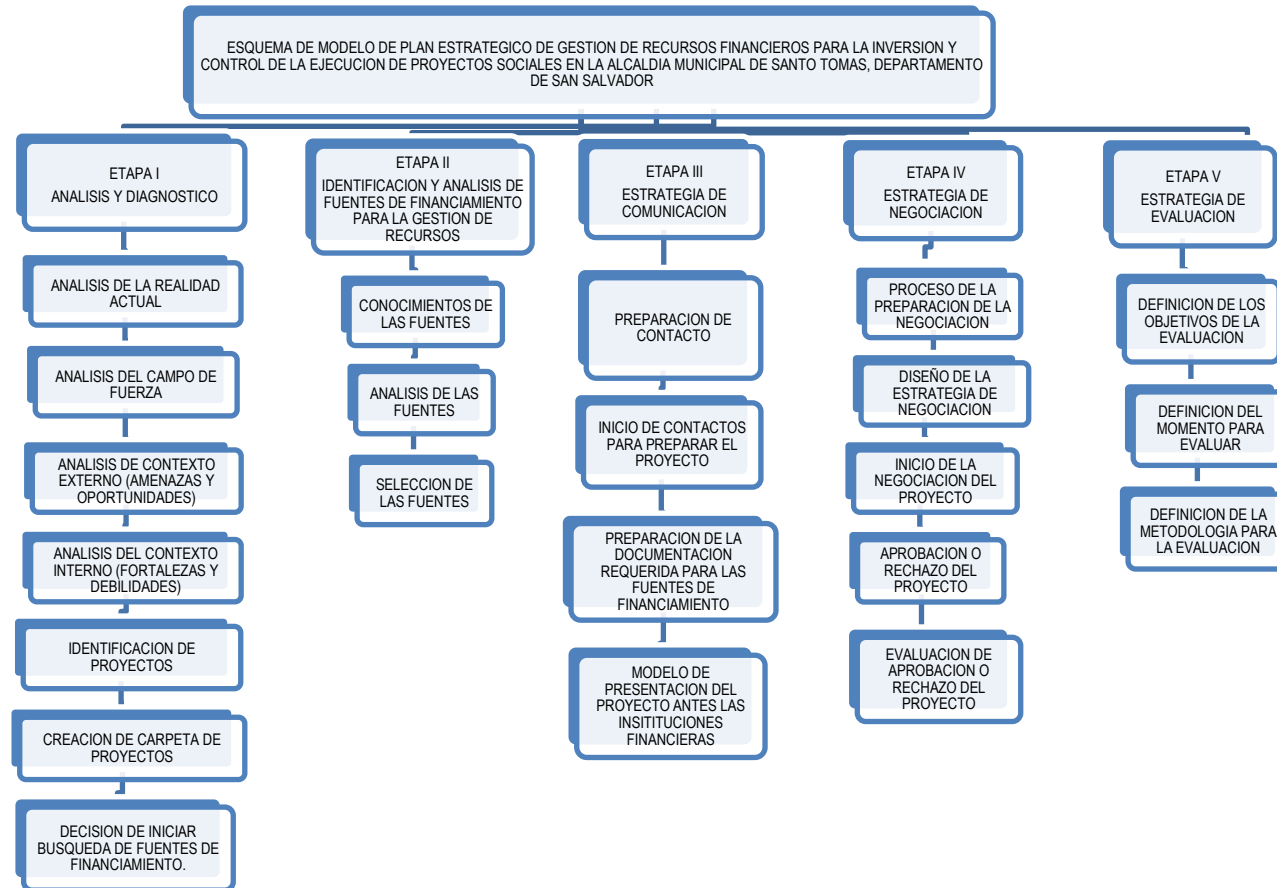 ESQUEMA DE MODELO DE PLAN ESTRATEGICO DE GESTION DE RECURSOS FINANCIEROS PARA LA INVERSION Y
CONTROL DE LA EJECUCION DE PROYECTOS SOCIALES EN LA ALCALDIA MUNICIPAL DE SANTO TOMAS, DEPARTAMENTO
DE SAN SALVADOR
ETAPA I
ANALISIS Y DIAGNOSTICO
ANALISIS DE LA REALIDAD
ACTUAL
ANALISIS DEL CAMPO DE
FUERZA
ANALISIS DE CONTEXTO
EXTERNO (AMENAZAS Y
OPORTUNIDADES)
ANALISIS DEL CONTEXTO
INTERNO (FORTALEZAS Y
DEBILIDADES)
IDENTIFICACION DE
PROYECTOS
CREACION DE CARPETA DE
PROYECTOS
DECISION DE INICIAR
BUSQUEDA DE FUENTES DE
FINANCIAMIENTO.
ETAPA II
IDENTIFICACION Y ANALISIS DE
FUENTES DE FINANCIAMIENTO
PARA LA GESTION DE
RECURSOS
CONOCIMIENTOS DE
LAS FUENTES
ANALISIS DE LAS
FUENTES
SELECCION DE
LAS FUENTES
ETAPA III
ESTRATEGIA DE
COMUNICACION
PREPARACION DE
CONTACTO
INICIO DE CONTACTOS
PARA PREPARAR EL
PROYECTO
PREPARACION DE LA
DOCUMENTACION
REQUERIDA PARA LAS
FUENTES DE
FINANCIAMIENTO
MODELO DE
PRESENTACION DEL
PROYECTO ANTES LAS
INSITITUCIONES
FINANCIERAS
ETAPA IV
ESTRATEGIA DE
NEGOCIACION
PROCESO DE LA
PREPARACION DE LA
NEGOCIACION
DISEÑO DE LA
ESTRATEGIA DE
NEGOCIACION
INICIO DE LA
NEGOCIACION DEL
PROYECTO
APROBACION O
RECHAZO DEL
PROYECTO
EVALUACION DE
APROBACION O
RECHAZO DEL
PROYECTO
ETAPA V
ESTRATEGIA DE
EVALUACION
DEFINICION DE LOS
OBJETIVOS DE LA
EVALUACION
DEFINICION DEL
MOMENTO PARA
EVALUAR
DEFINICION DE LA
METODOLOGIA PARA
LA EVALUACION